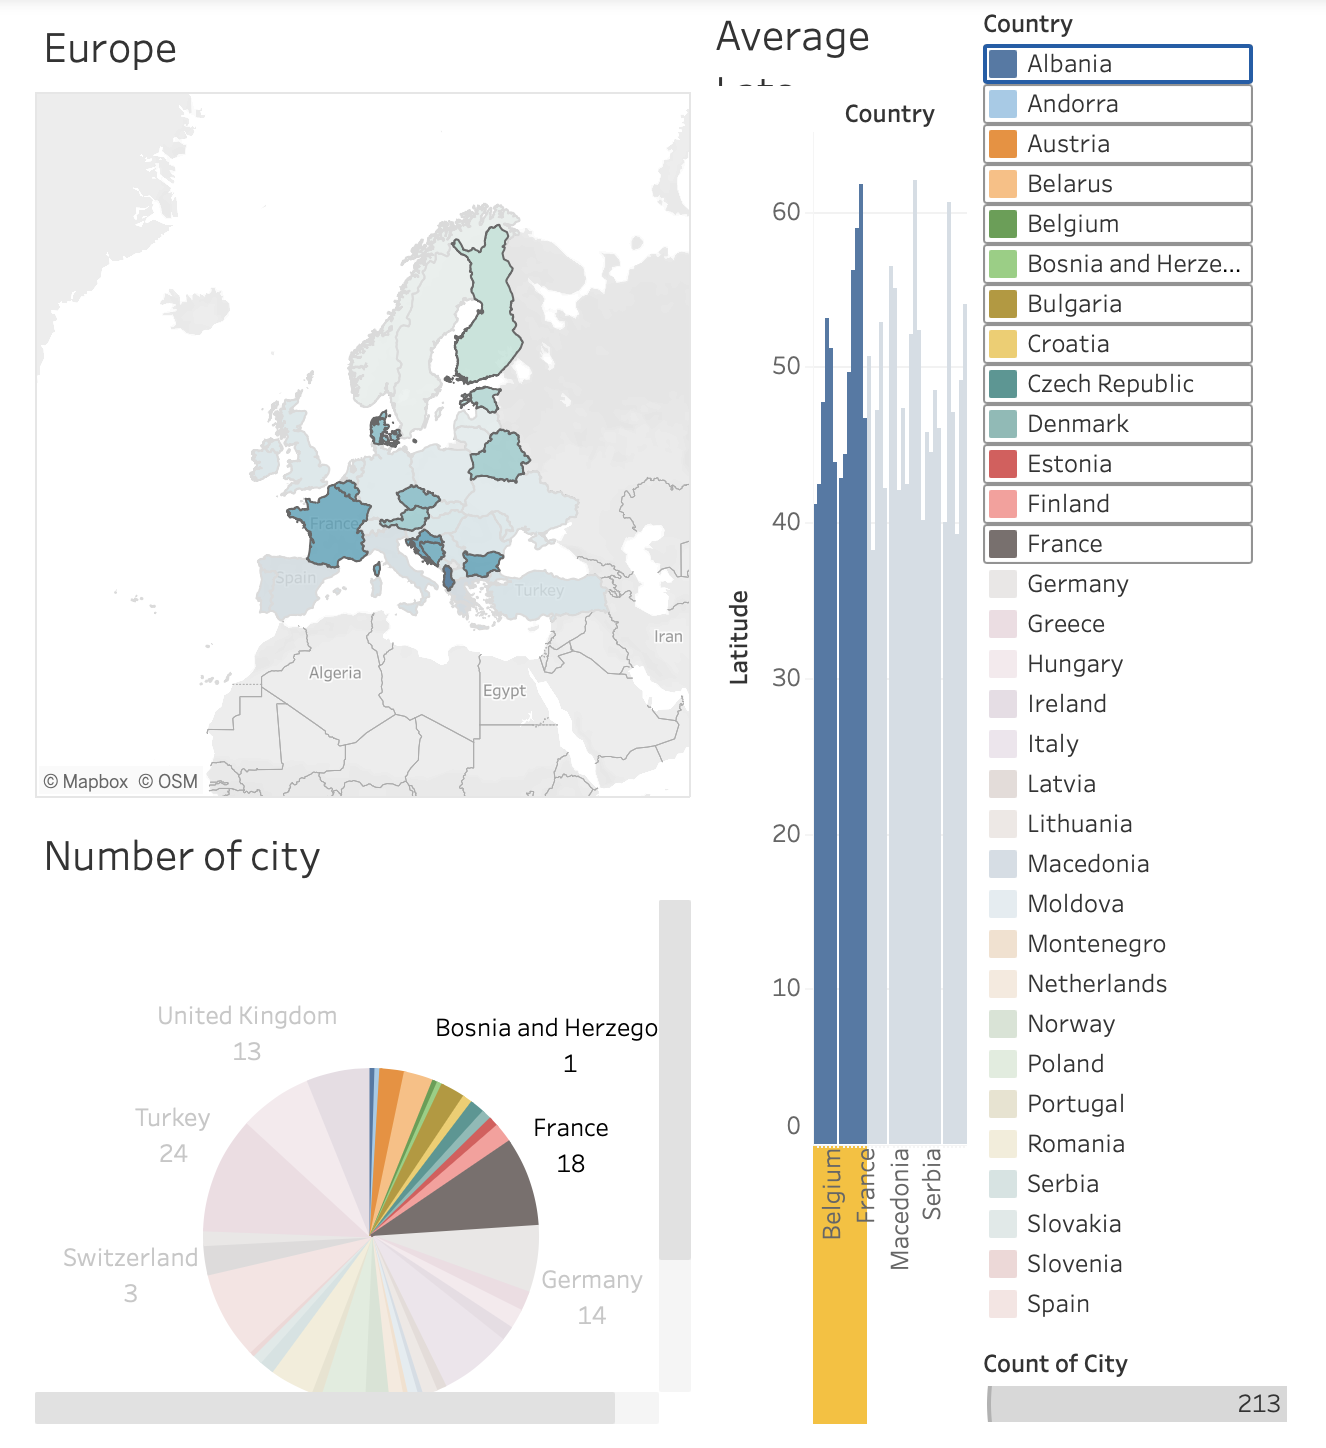 Europe
France
Spain
Turkey
Iran
Algeria
Egypt
© Mapbox © OSM
Number of city
United Kingdom
13
Bosnia and Herzego
1
Turkey
24
France
18
Switzerland
3
Germany
14
Average
Country
60
50
40
30
20
10
0
Latitude
Belgium
France
Macedonia
Serbia
Country
Albania
Andorra
Austria
Belarus
Belgium
Bosnia and Herze...
Bulgaria
Croatia
Czech Republic
Denmark
Estonia
Finland
France
Germany
Greece
Hungary
Ireland
Italy
Latvia
Lithuania
Macedonia
Moldova
Montenegro
Netherlands
Norway
Poland
Portugal
Romania
Serbia
Slovakia
Slovenia
Spain
Count of City
213